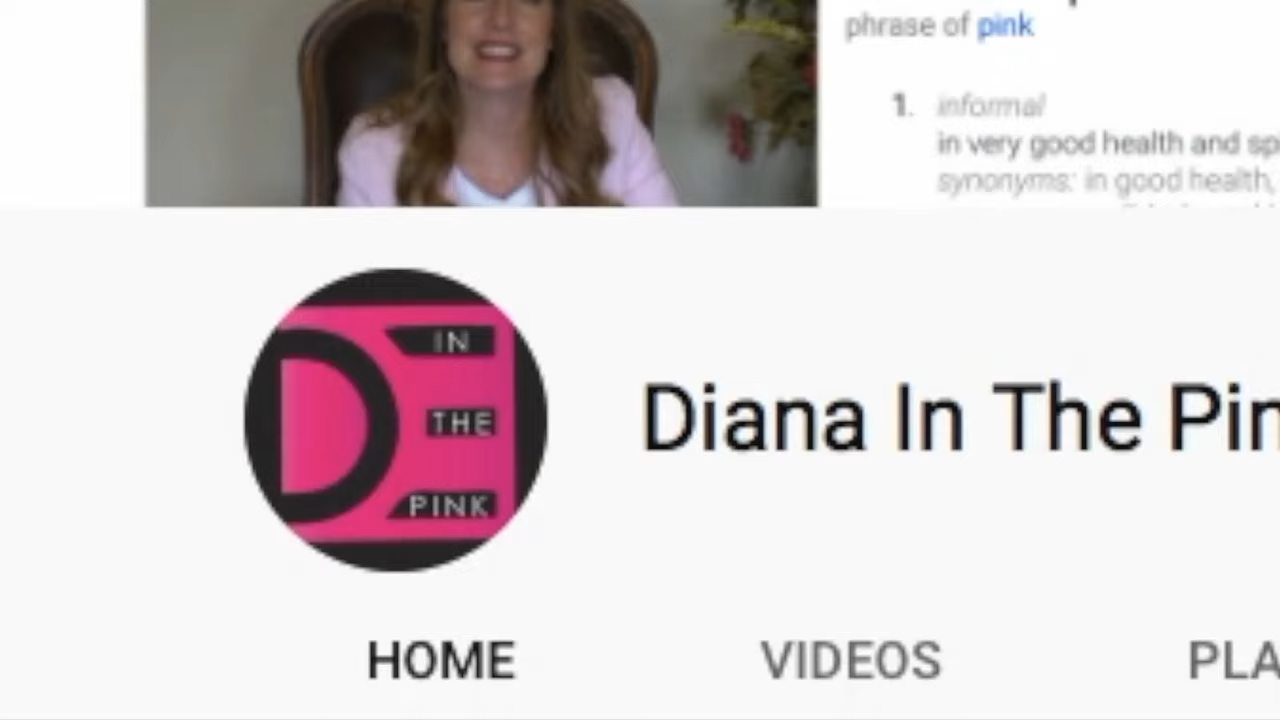 phrase of pink
1. informal
in very good health and sp
synonyms: in good health,
IN
D THE
PINK
Diana In The Pin
HOME VIDEOS PLA